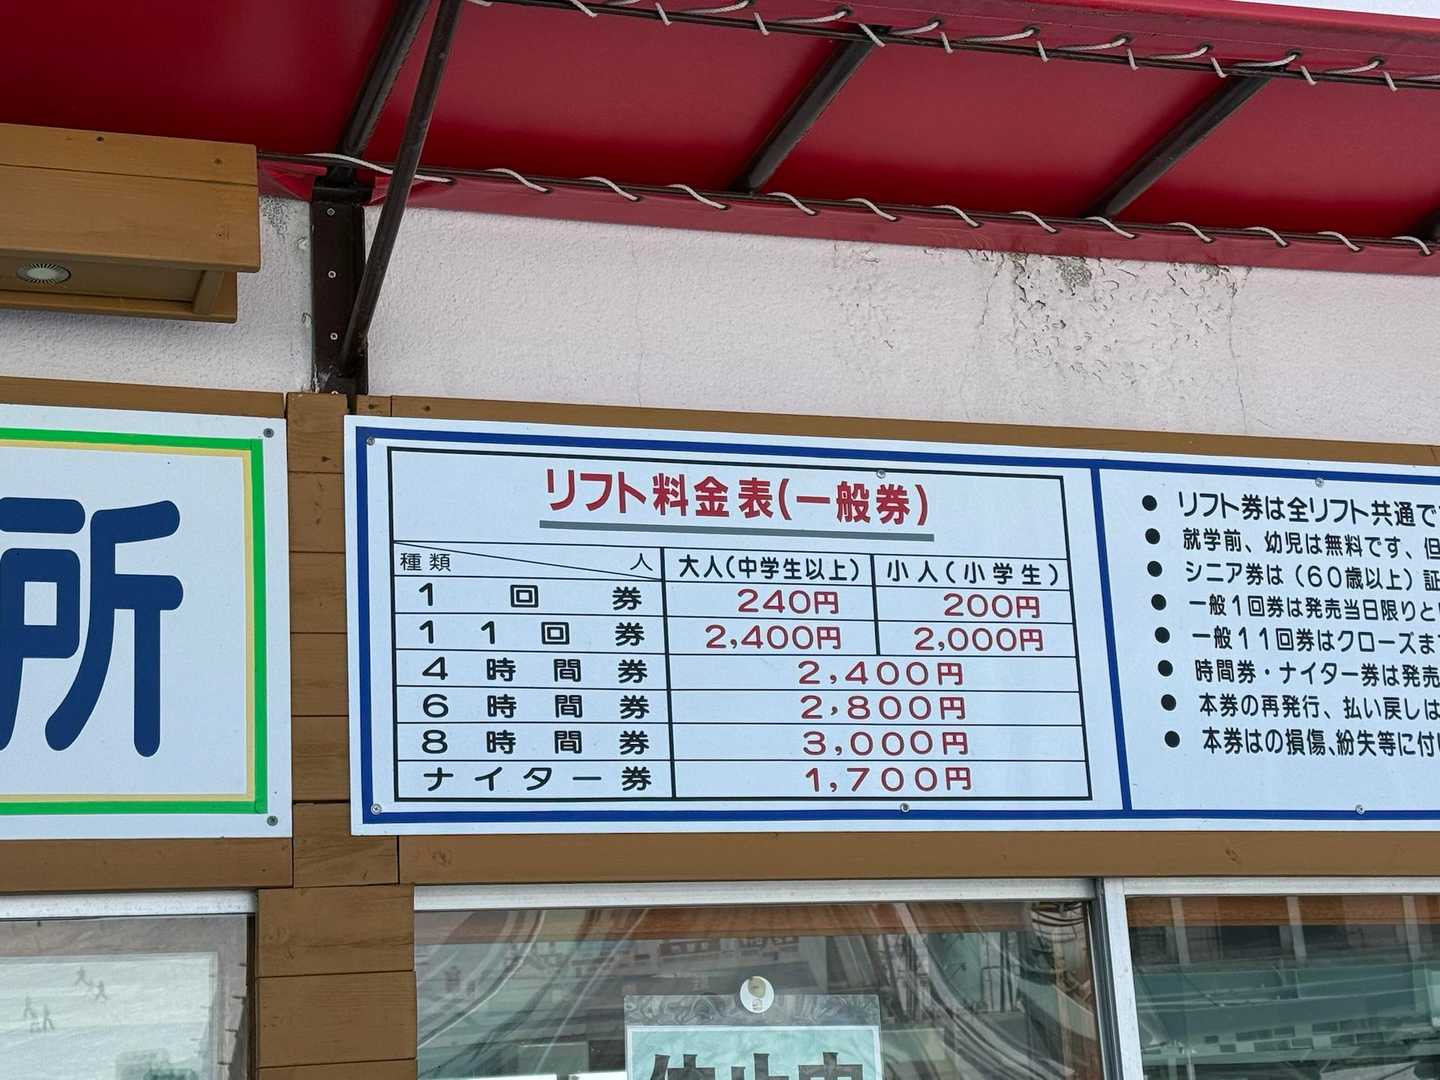 所
リフト料金表(一般券)
種類 人 大人(中学生以上) 小人(小学生)
1回券 240円 200円
11回券 2,400円 2,000円
4時間券 2,400円
6時間券 2,800円
8時間券 3,000円
ナイター券 1,700円
● リフト券は全リフト共通で
● 就学前、幼児は無料です、但
● シニア券は(60歳以上)証
● 一般1回券は発売当日限りと
● 一般11回券はクローズま
● 時間券・ナイター券は発売
● 本券の再発行、払い戻しは
● 本券はの損傷、紛失等に付